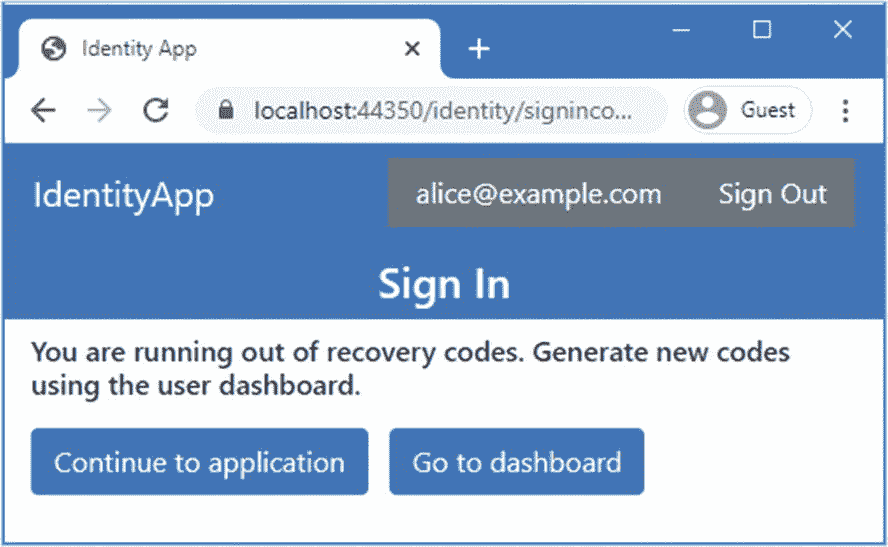 Identity App
localhost:44350/identity/signinco...
Guest
IdentityApp
alice@example.com
Sign Out
Sign In
You are running out of recovery codes. Generate new codes
using the user dashboard.
Continue to application
Go to dashboard